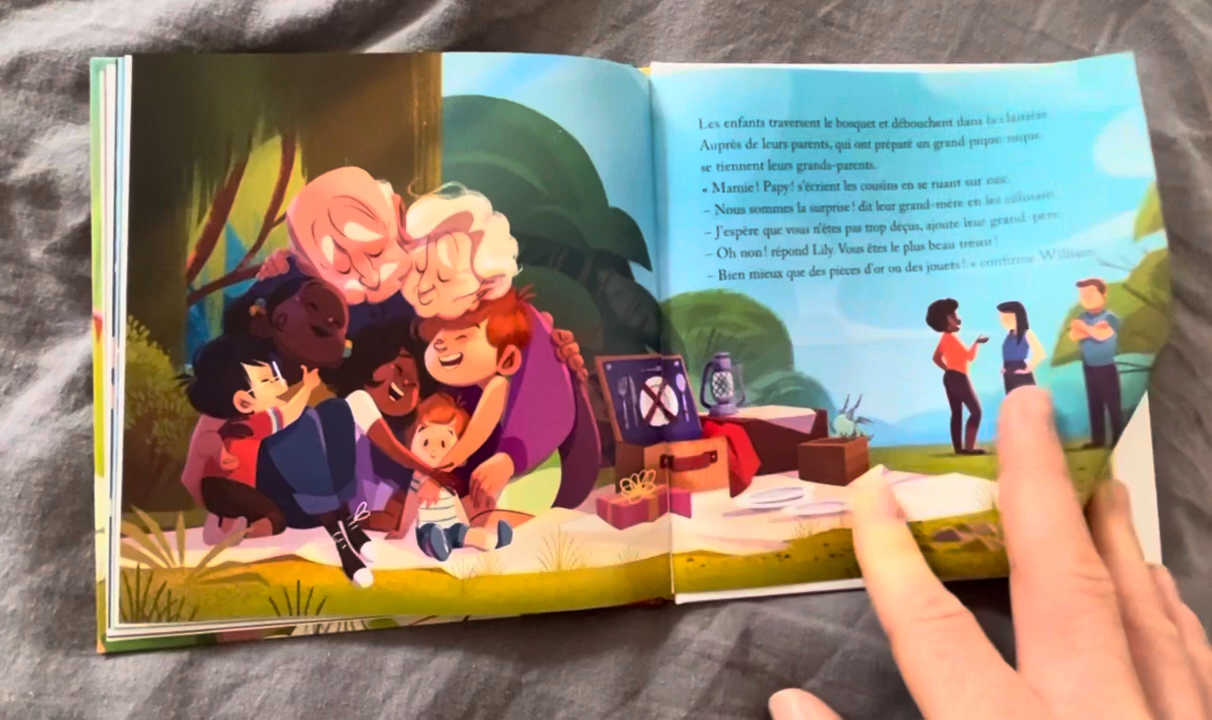 Les enfants traversent le bosquet et débouchent dans la clairière
Auprès de leurs parents, qui ont préparé un grand pique-nique,
se tiennent leurs grands-parents.
« Mamie ! Papy ! s'écrient les cousins en se ruant sur eux.
– Nous sommes la surprise ! dit leur grand-mère en les
– J'espère que vous n'êtes pas trop déçus, ajoute leur grand-père.
– Oh non ! répond Lily. Vous êtes le plus beau trésor !
– Bien mieux que des pièces d'or ou des jouets ! » confirme William.